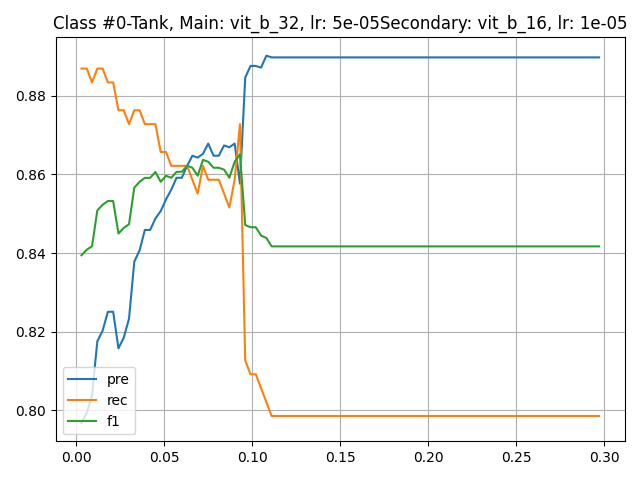 Class #0-Tank, Main: vit_b_32, lr: 5e-05Secondary: vit_b_16, lr: 1e-05
0.88
0.86
0.84
0.82
0.80
pre
rec
f1
0.00 0.05 0.10 0.15 0.20 0.25 0.30